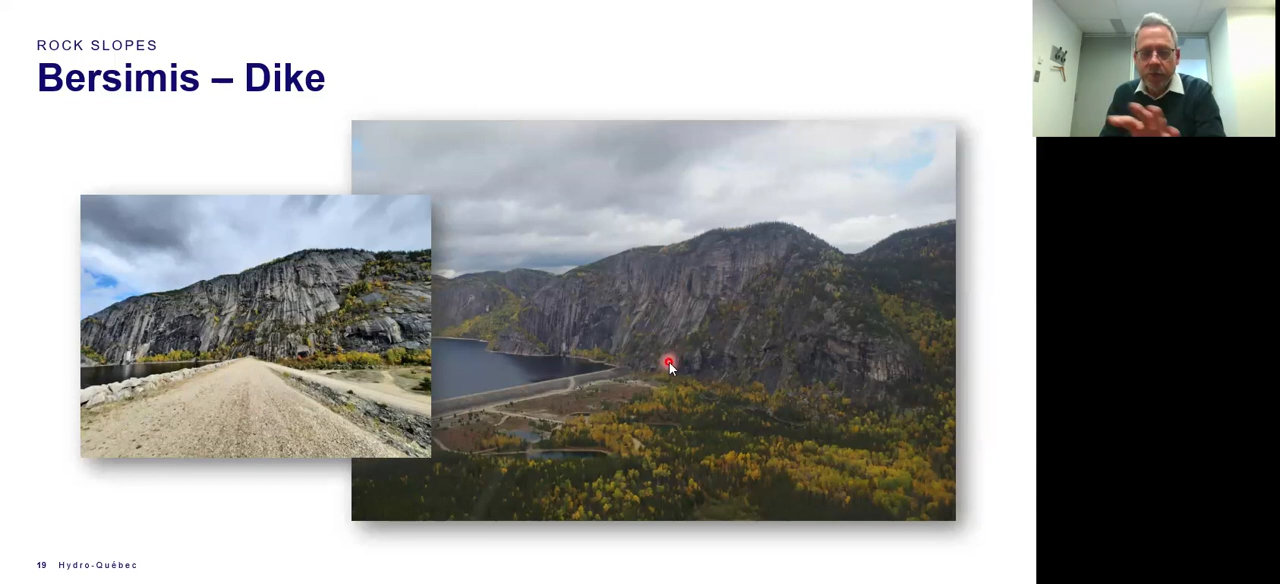 ROCK SLOPES
Bersimis – Dike
19 Hydro-Québec